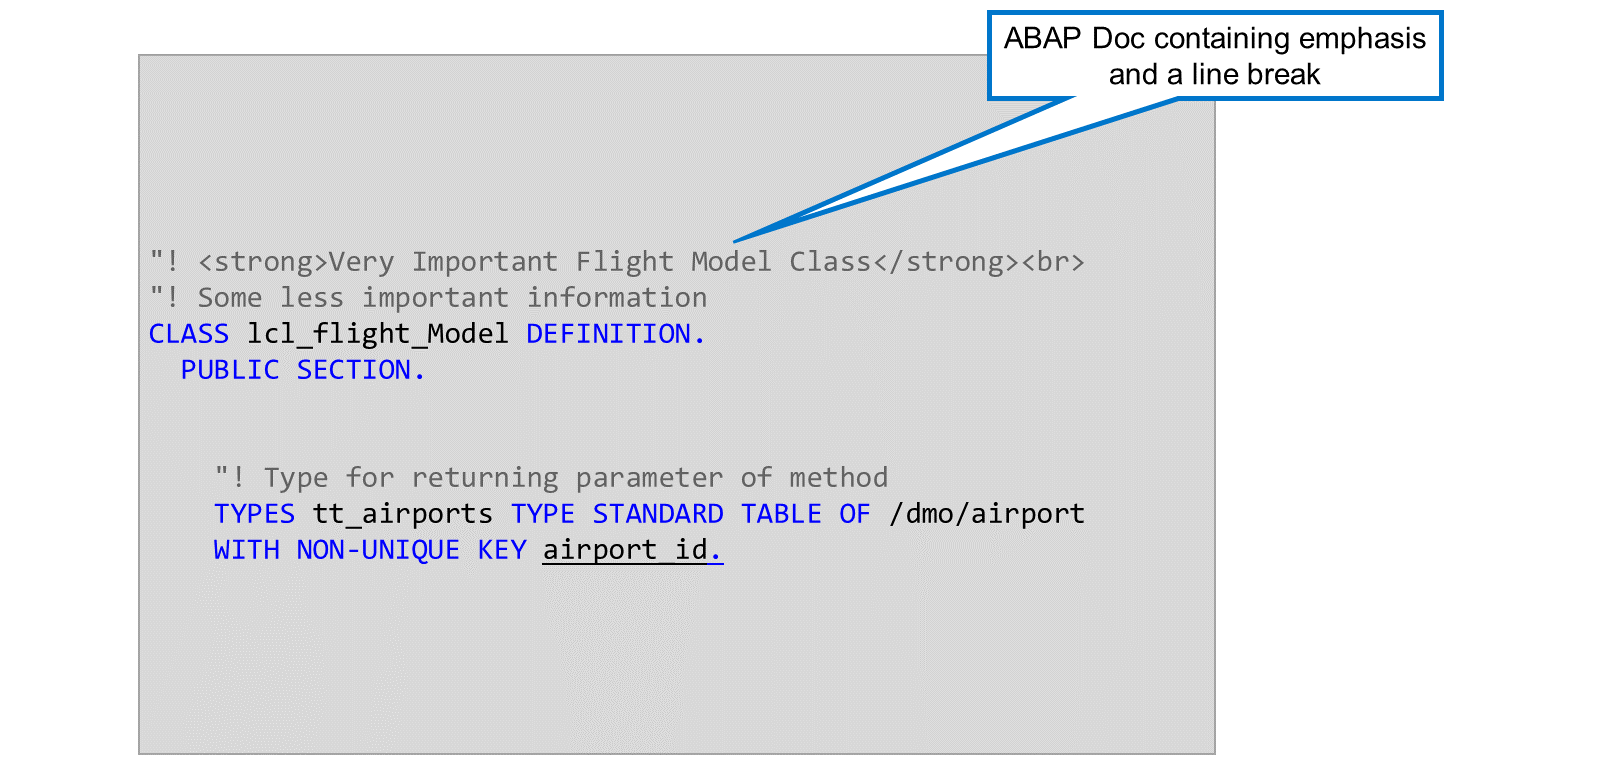 ABAP Doc containing emphasis
and a line break
"! <strong>Very Important Flight Model Class</strong><br>
"! Some less important information
CLASS lcl_flight_Model DEFINITION.
PUBLIC SECTION.
"! Type for returning parameter of method
TYPES tt_airports TYPE STANDARD TABLE OF /dmo/airport
WITH NON-UNIQUE KEY airport_id.